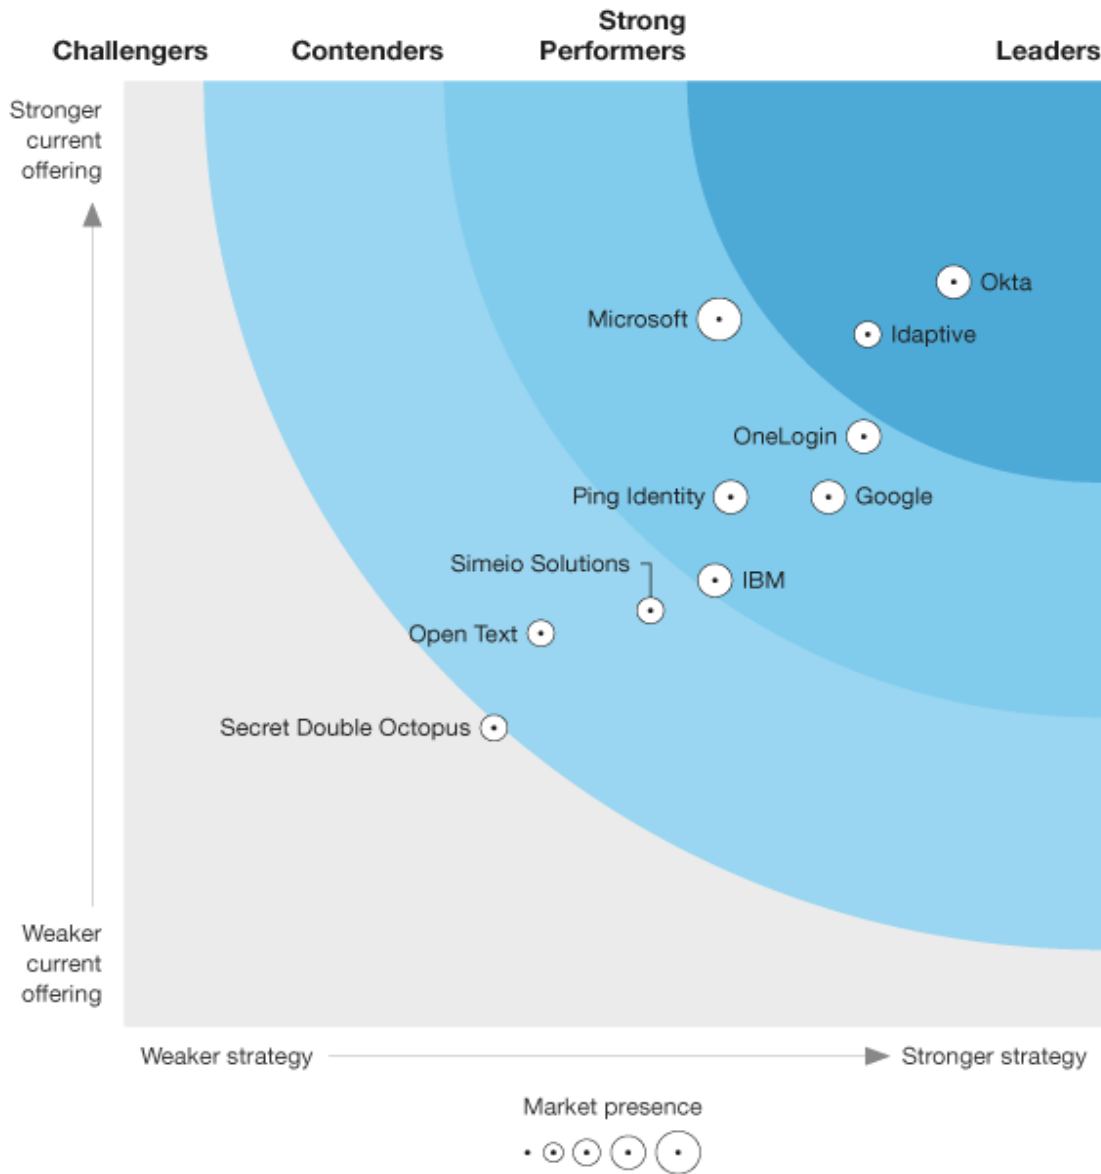 Challengers
Contenders
Strong
Performers
Leaders
Stronger
current
offering
Okta
Microsoft
Idaptive
OneLogin
Ping Identity
Google
Simeio Solutions
IBM
Open Text
Secret Double Octopus
Weaker
current
offering
Weaker strategy
Stronger strategy
Market presence